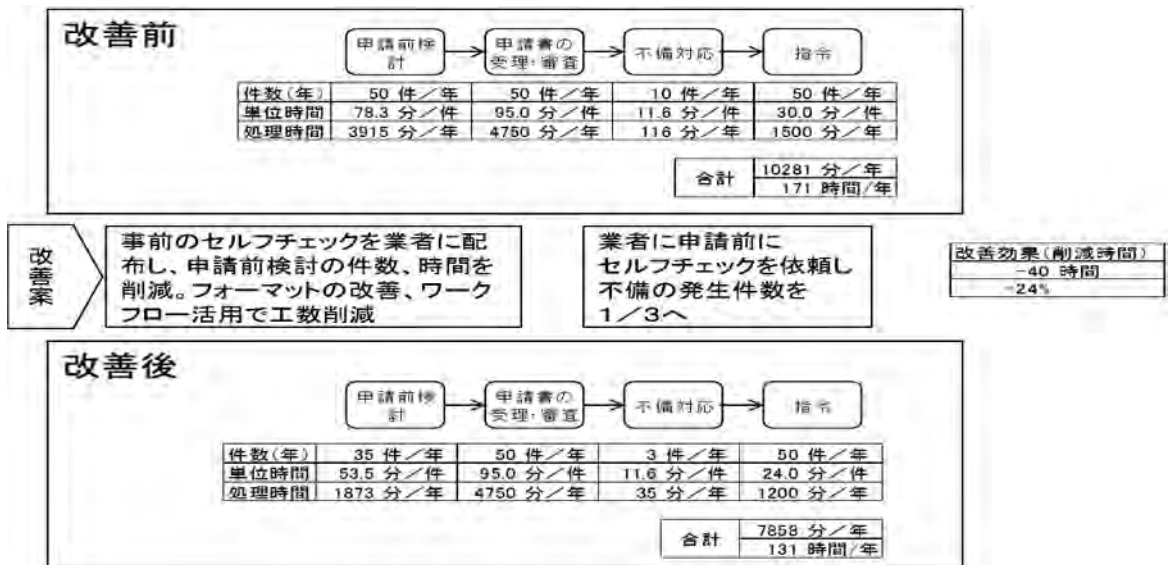 改善前
申請前検
計
申請書の
受理・審査
不備対応
指令
件数(年) 50 件/年 50 件/年 10 件/年 50 件/年
単位時間 78.3 分/件 95.0 分/件 11.6 分/件 30.0 分/件
処理時間 3915 分/年 4750 分/年 116 分/年 1500 分/年
合計 10281 分/年
171 時間/年
改善案
事前のセルフチェックを業者に配
布し、申請前検討の件数、時間を
削減。フォーマットの改善、ワーク
フロー活用で工数削減
業者に申請前に
セルフチェックを依頼し
不備の発生件数を
1/3へ
改善効果(削減時間)
-40 時間
-24%
改善後
申請前検
討
申請書の
受理・審査
不備対応
指令
件数(年) 35 件/年 50 件/年 3 件/年 50 件/年
単位時間 53.5 分/件 95.0 分/件 11.6 分/件 24.0 分/件
処理時間 1873 分/年 4750 分/年 35 分/年 1200 分/年
合計 7858 分/年
131 時間/年